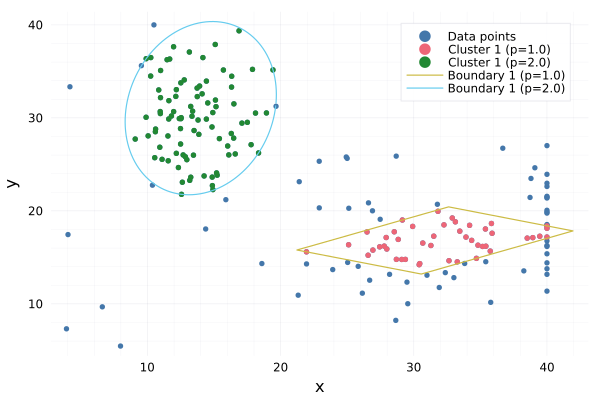 40
30
20
10
y
Data points
Cluster 1 (p=1.0)
Cluster 1 (p=2.0)
Boundary 1 (p=1.0)
Boundary 1 (p=2.0)
10
20
30
40
x